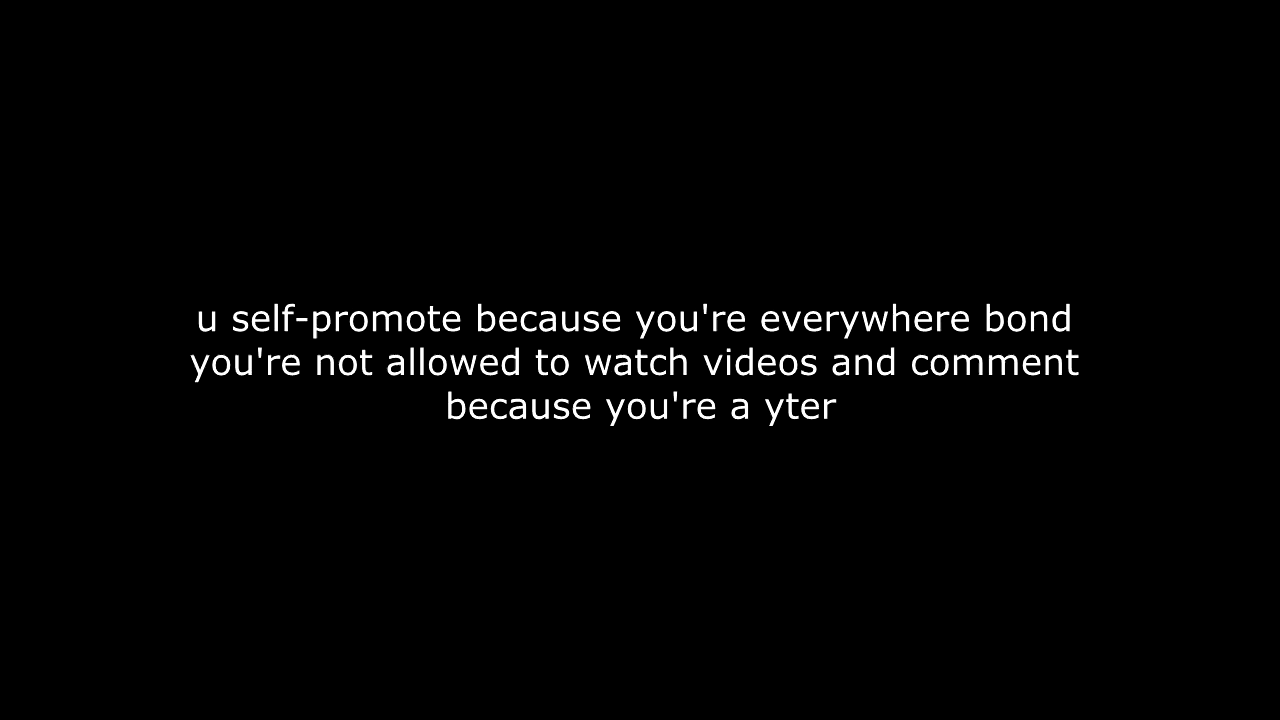 u self-promote because you're everywhere bond
you're not allowed to watch videos and comment
because you're a yter